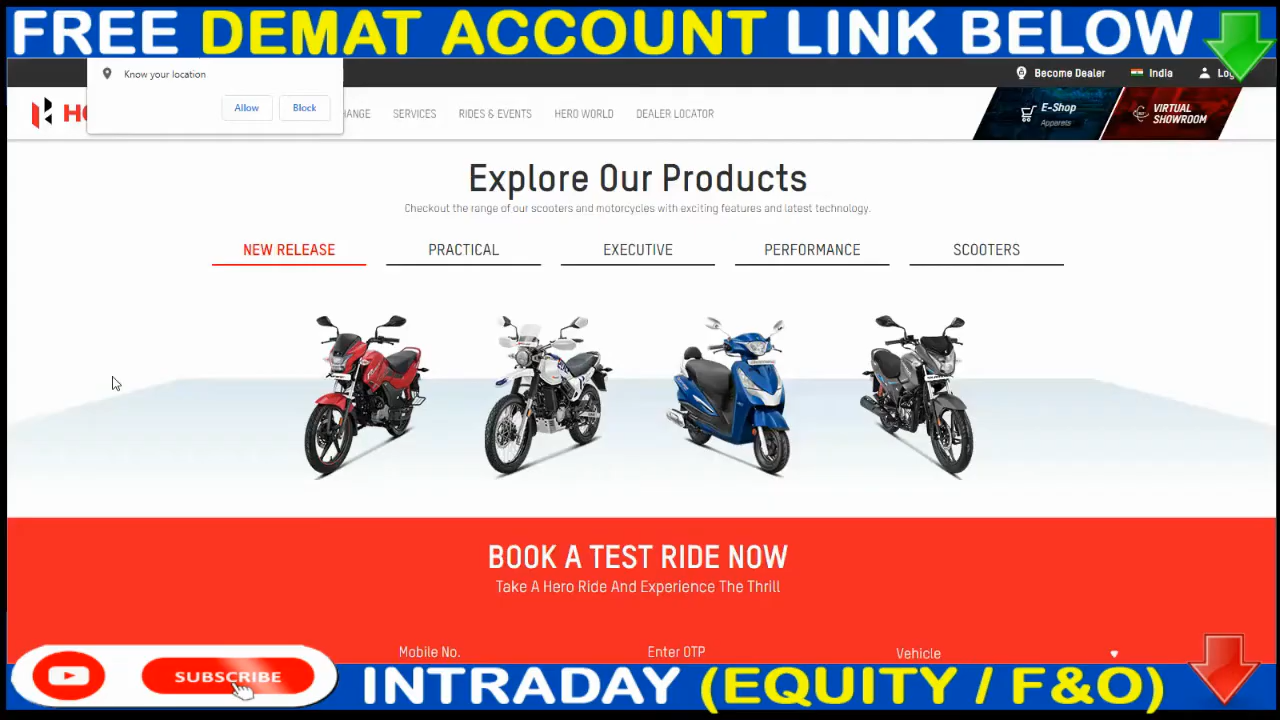 FREE DEMAT ACCOUNT LINK BELOW
Know your location
Allow Block
Become Dealer India
SERVICES RIDES & EVENTS HERO WORLD DEALER LOCATOR
E-Shop
Apparels
VIRTUAL
SHOWROOM
Explore Our Products
Checkout the range of our scooters and motorcycles with exciting features and latest technology.
NEW RELEASE PRACTICAL EXECUTIVE PERFORMANCE SCOOTERS
BOOK A TEST RIDE NOW
Take A Hero Ride And Experience The Thrill
Mobile No. Enter OTP Vehicle
SUBSCRIBE
INTRADAY (EQUITY / F&O)